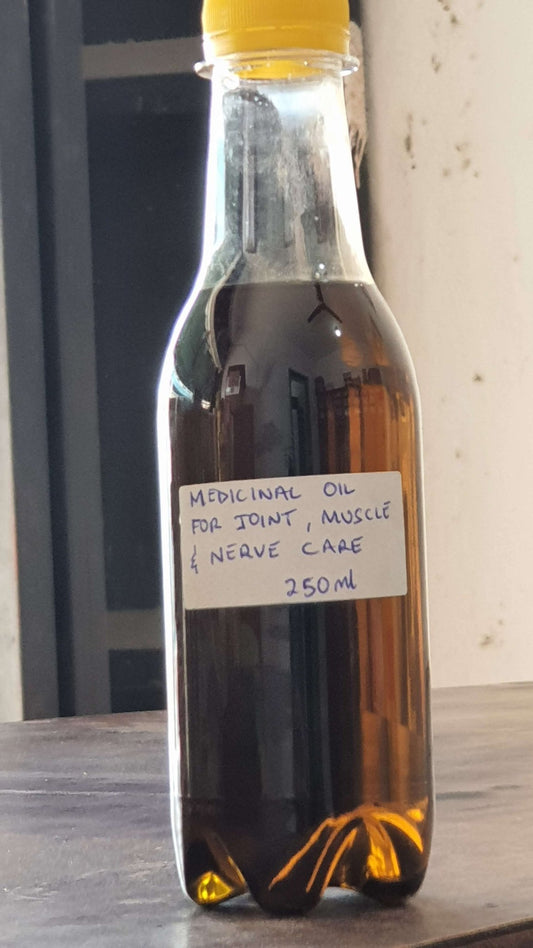 MEDICINAL OIL
FOR JOINT, MUSCLE
& NERVE CARE
250ml